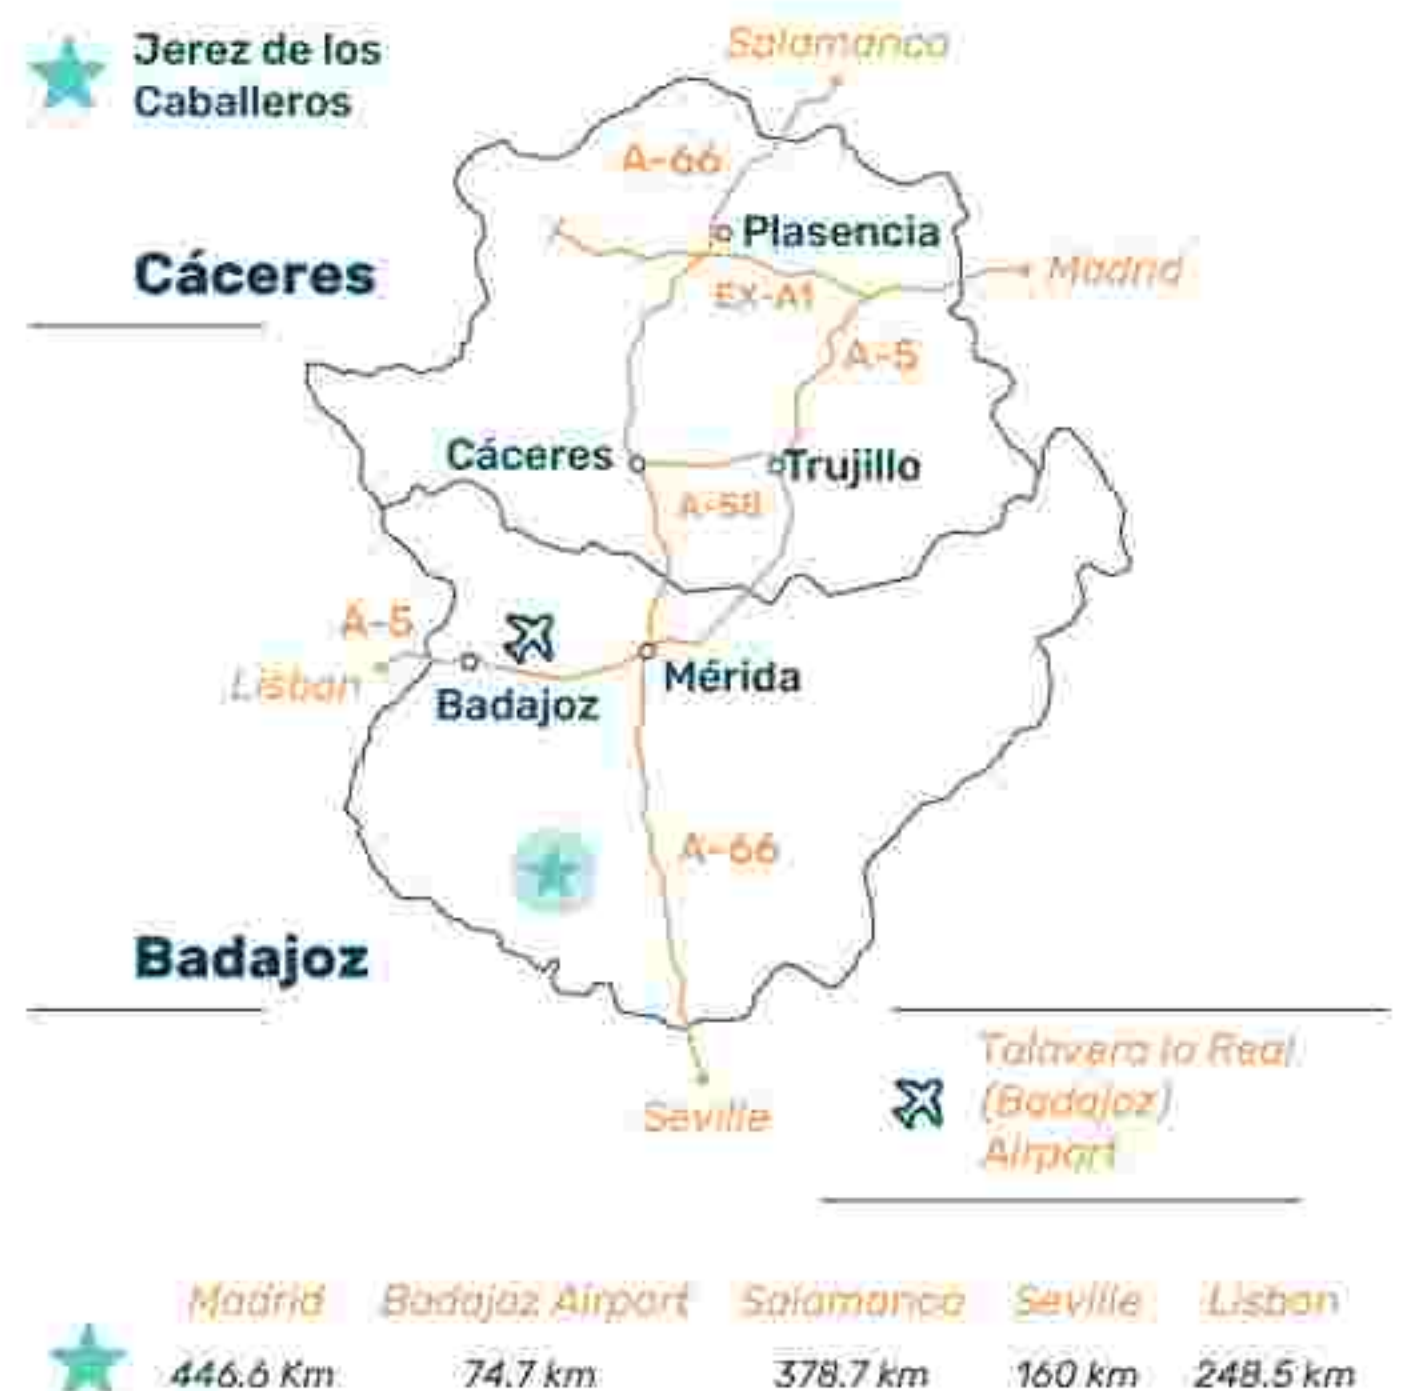 Jerez de los
Caballeros
Salamanca
A-66
Plasencia
Cáceres
Madrid
EX-A1
A-5
Cáceres
Trujillo
A-58
A-5
Lisbon
Badajoz
Mérida
A-66
Badajoz
Talavera la Real
(Badajoz)
Airport
Seville
Madrid Badajoz Airport Salamanca Seville Lisbon
446.6 Km 74.7 km 378.7 km 160 km 248.5 km